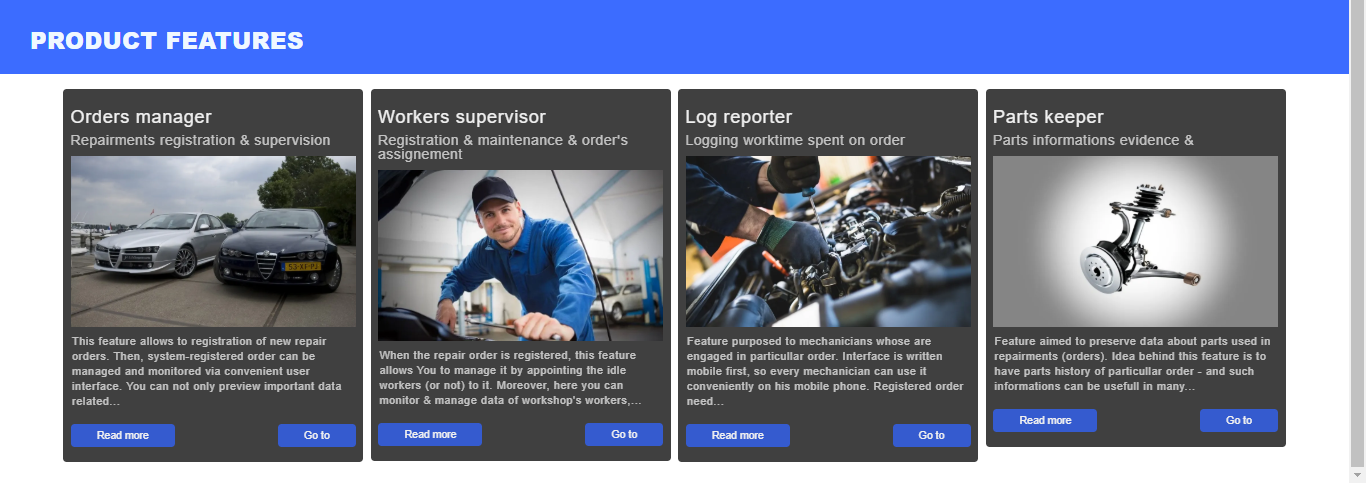 PRODUCT FEATURES
Orders manager
Repairments registration & supervision
This feature allows to registration of new repair
orders. Then, system-registered order can be
managed and monitored via convenient user
interface. You can not only preview important data
related...
Read more
Go to
Workers supervisor
Registration & maintenance & order's
assignement
When the repair order is registered, this feature
allows You to manage it by appointing the idle
workers (or not) to it. Moreover, here you can
monitor & manage data of workshop's workers,...
Read more
Go to
Log reporter
Logging worktime spent on order
Feature purposed to mechanicians whose are
engaged in particullar order. Interface is written
mobile first, so every mechanician can use it
conveniently on his mobile phone. Registered order
need...
Read more
Go to
Parts keeper
Parts informations evidence &
Feature aimed to preserve data about parts used in
repairments (orders). Idea behind this feature is to
have parts history of particullar order - and such
informations can be usefull in many...
Read more
Go to